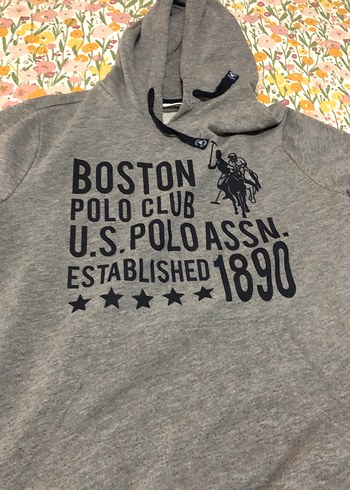 BOSTON
POLO CLUB
U.S. POLO ASSN.
ESTABLISHED 1890